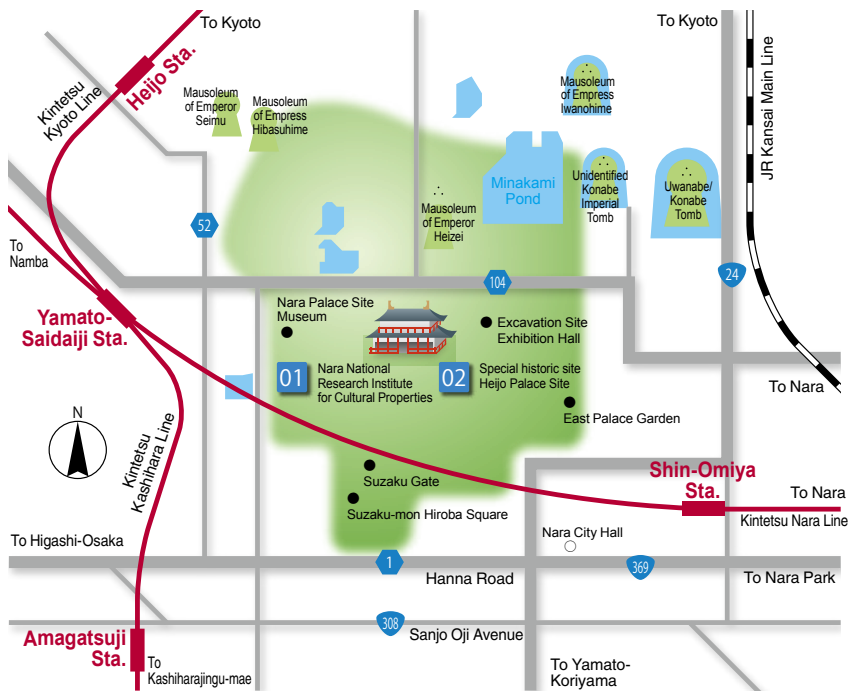 To Kyoto
To Kyoto
Heijo Sta.
Kintetsu
Kyoto Line
JR Kansai Main Line
Mausoleum
of Emperor
Seimu
Mausoleum
of Empress
Hibasuhime
Mausoleum
of Empress
Iwanohime
Minakami
Pond
Unidentified
Konabe
Imperial
Tomb
Uwanabe/
Konabe
Tomb
Mausoleum
of Emperor
Heizei
52
To
Namba
104
24
Yamato-
Saidaiji Sta.
Nara Palace Site
Museum
Excavation Site
Exhibition Hall
01
Nara National
Research Institute
for Cultural Properties
02
Special historic site
Heijo Palace Site
To Nara
East Palace Garden
N
Kintetsu
Kashihara Line
Suzaku Gate
Suzaku-mon Hiroba Square
Shin-Omiya
Sta.
To Nara
Kintetsu Nara Line
Nara City Hall
To Higashi-Osaka
1
Hanna Road
369
To Nara Park
308
Sanjo Oji Avenue
Amagatsuji
Sta.
To
Kashiharajingu-mae
To Yamato-
Koriyama